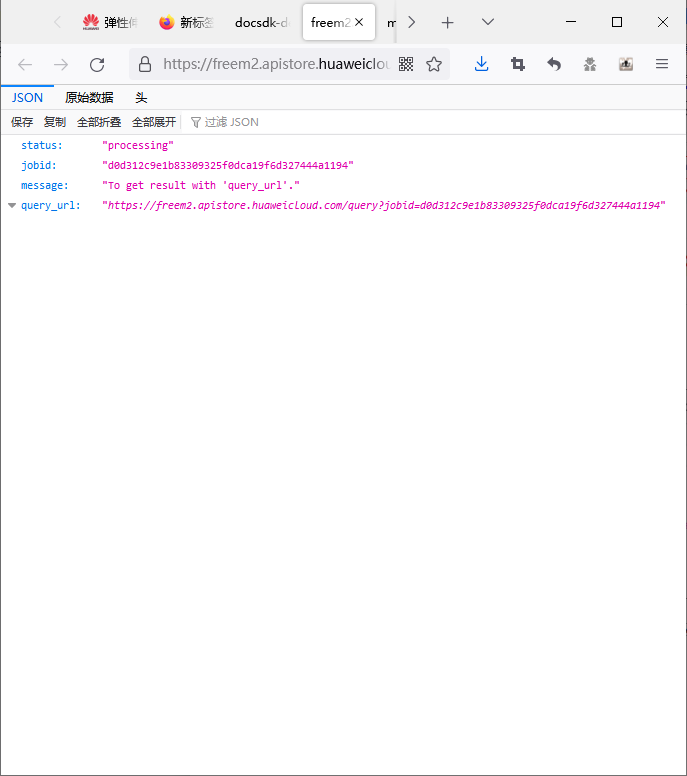 弹性
新标签
docsdk-d
freem2
https://freem2.apistore.huaweiclou
JSON 原始数据 头
保存 复制 全部折叠 全部展开 过滤 JSON
status: "processing"
jobid: "d0d312c9e1b83309325f0dca19f6d327444a1194"
message: "To get result with 'query_url'."
query_url: "https://freem2.apistore.huaweicloud.com/query?jobid=d0d312c9e1b83309325f0dca19f6d327444a1194"